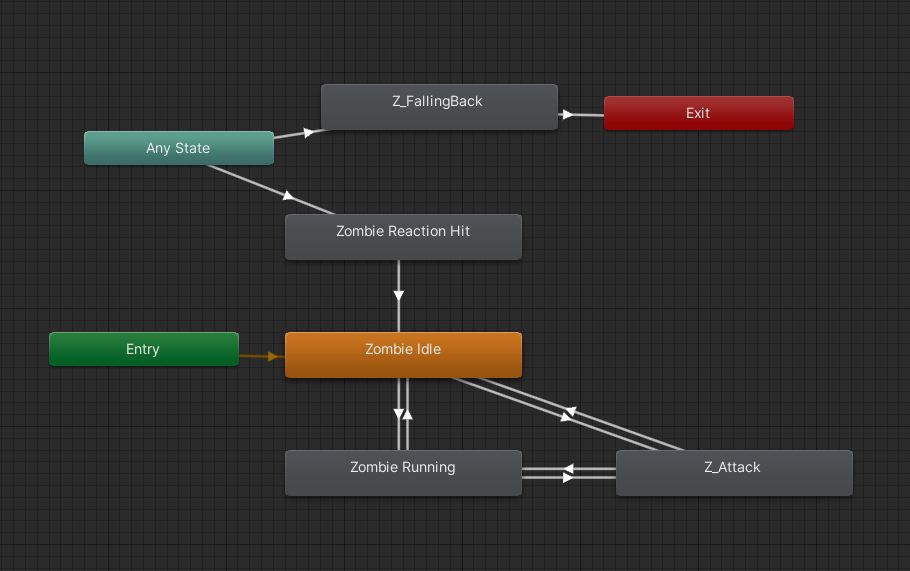 Z_FallingBack
Exit
Any State
Zombie Reaction Hit
Entry
Zombie Idle
Zombie Running
Z_Attack